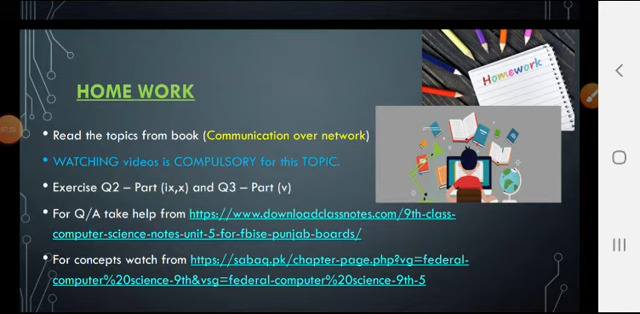 HOME WORK
Homework
• Read the topics from book (Communication over network)
• WATCHING videos is COMPULSORY for this TOPIC.
• Exercise Q2 – Part (ix,x) and Q3 – Part (v)
• For Q/A take help from https://www.downloadclassnotes.com/9th-class-
computer-science-notes-unit-5-for-fbise-punjab-boards/
• For concepts watch from https://sabaq.pk/chapter-page.php?vg=federal-
computer%20science-9th&vsg=federal-computer%20science-9th-5